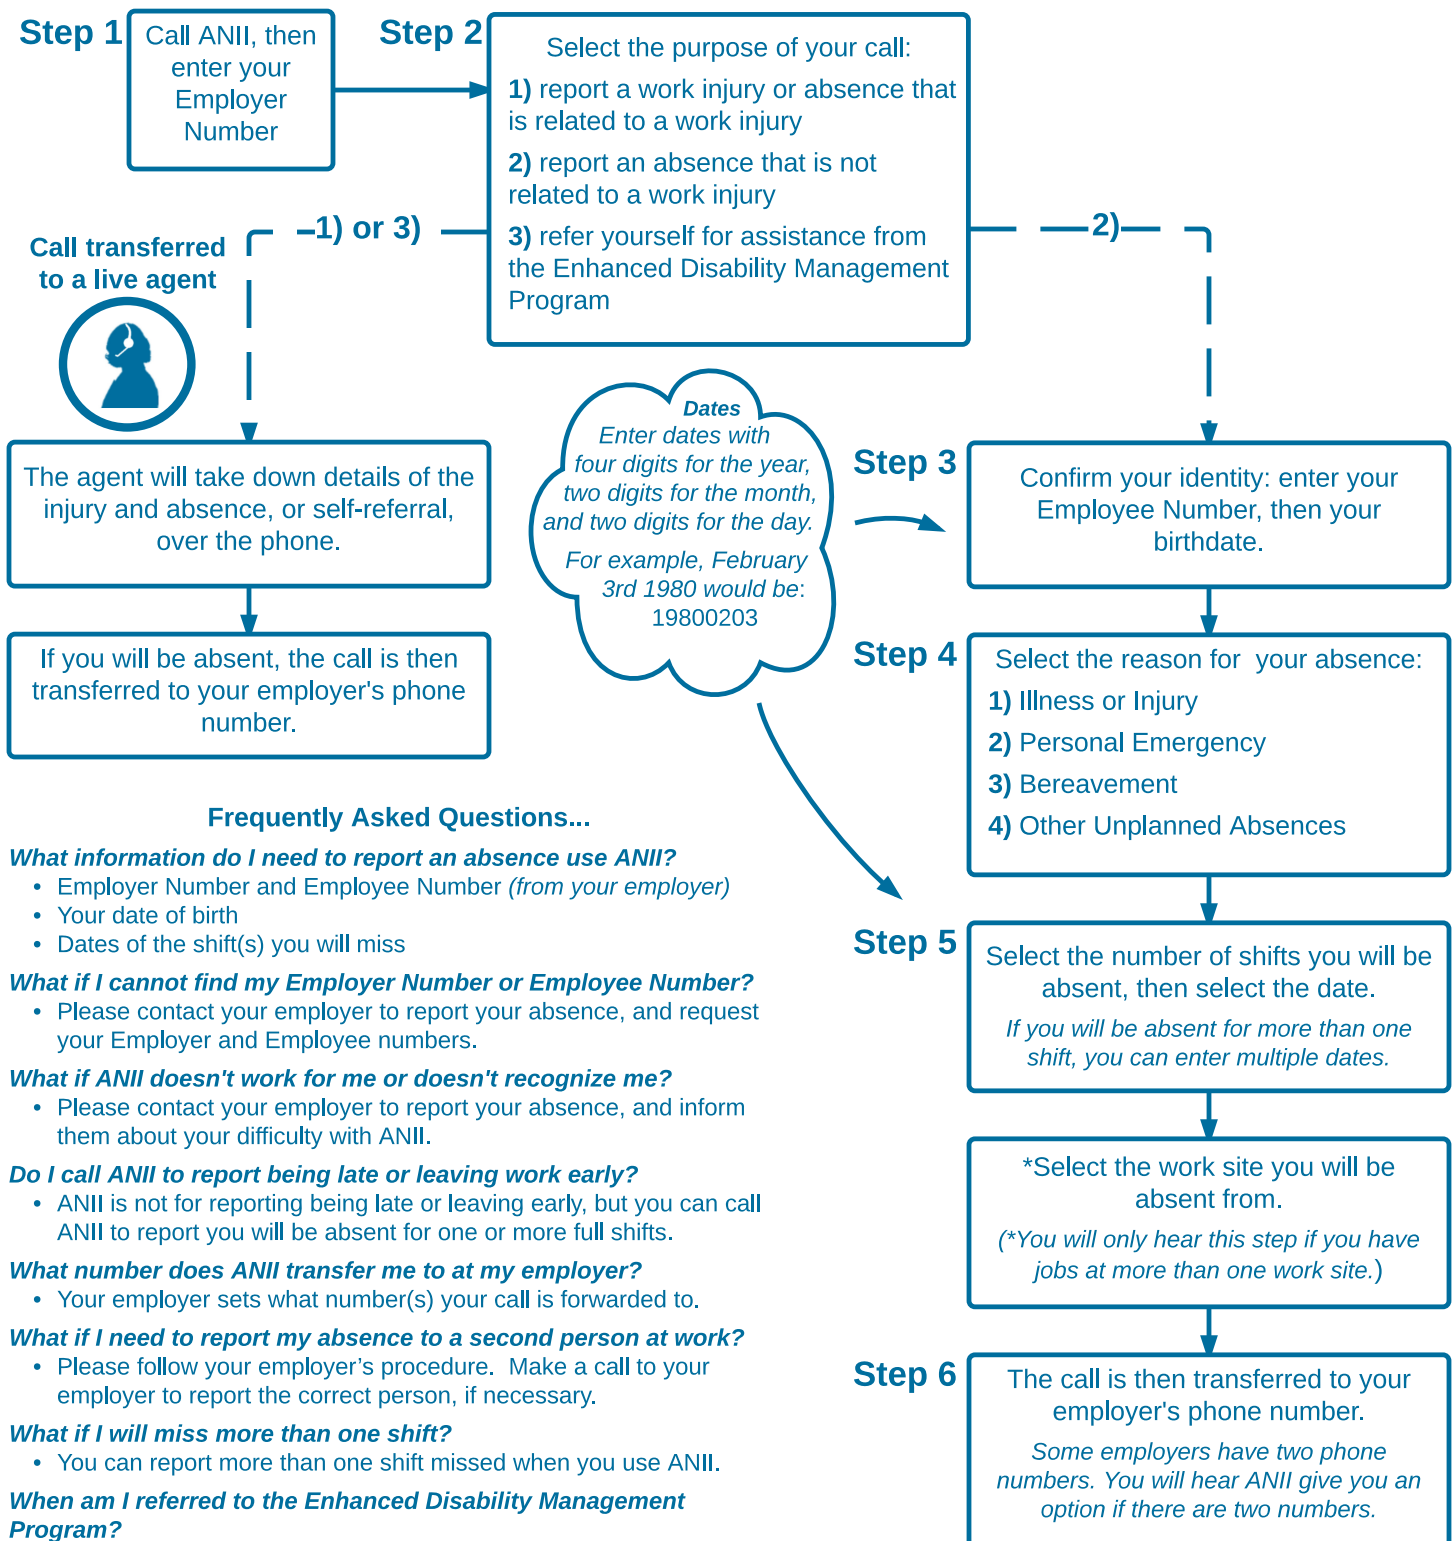 Step 1
Call ANII, then
enter your
Employer
Number
Step 2
Select the purpose of your call:
1) report a work injury or absence that
is related to a work injury
2) report an absence that is not
related to a work injury
3) refer yourself for assistance from
the Enhanced Disability Management
Program
1) or 3)
2)
Call transferred
to a live agent
The agent will take down details of the
injury and absence, or self-referral,
over the phone.
If you will be absent, the call is then
transferred to your employer's phone
number.
Dates
Enter dates with
four digits for the year,
two digits for the month,
and two digits for the day.
For example, February
3rd 1980 would be:
19800203
Step 3
Confirm your identity: enter your
Employee Number, then your
birthdate.
Step 4
Select the reason for your absence:
1) Illness or Injury
2) Personal Emergency
3) Bereavement
4) Other Unplanned Absences
Step 5
Select the number of shifts you will be
absent, then select the date.
If you will be absent for more than one
shift, you can enter multiple dates.
*Select the work site you will be
absent from.
(*You will only hear this step if you have
jobs at more than one work site.)
Step 6
The call is then transferred to your
employer's phone number.
Some employers have two phone
numbers. You will hear ANII give you an
option if there are two numbers.
Frequently Asked Questions...
What information do I need to report an absence use ANII?
• Employer Number and Employee Number (from your employer)
• Your date of birth
• Dates of the shift(s) you will miss
What if I cannot find my Employer Number or Employee Number?
• Please contact your employer to report your absence, and request
your Employer and Employee numbers.
What if ANII doesn't work for me or doesn't recognize me?
• Please contact your employer to report your absence, and inform
them about your difficulty with ANII.
Do I call ANII to report being late or leaving work early?
• ANII is not for reporting being late or leaving early, but you can call
ANII to report you will be absent for one or more full shifts.
What number does ANII transfer me to at my employer?
• Your employer sets what number(s) your call is forwarded to.
What if I need to report my absence to a second person at work?
• Please follow your employer’s procedure. Make a call to your
employer to report the correct person, if necessary.
What if I will miss more than one shift?
• You can report more than one shift missed when you use ANII.
When am I referred to the Enhanced Disability Management
Program?